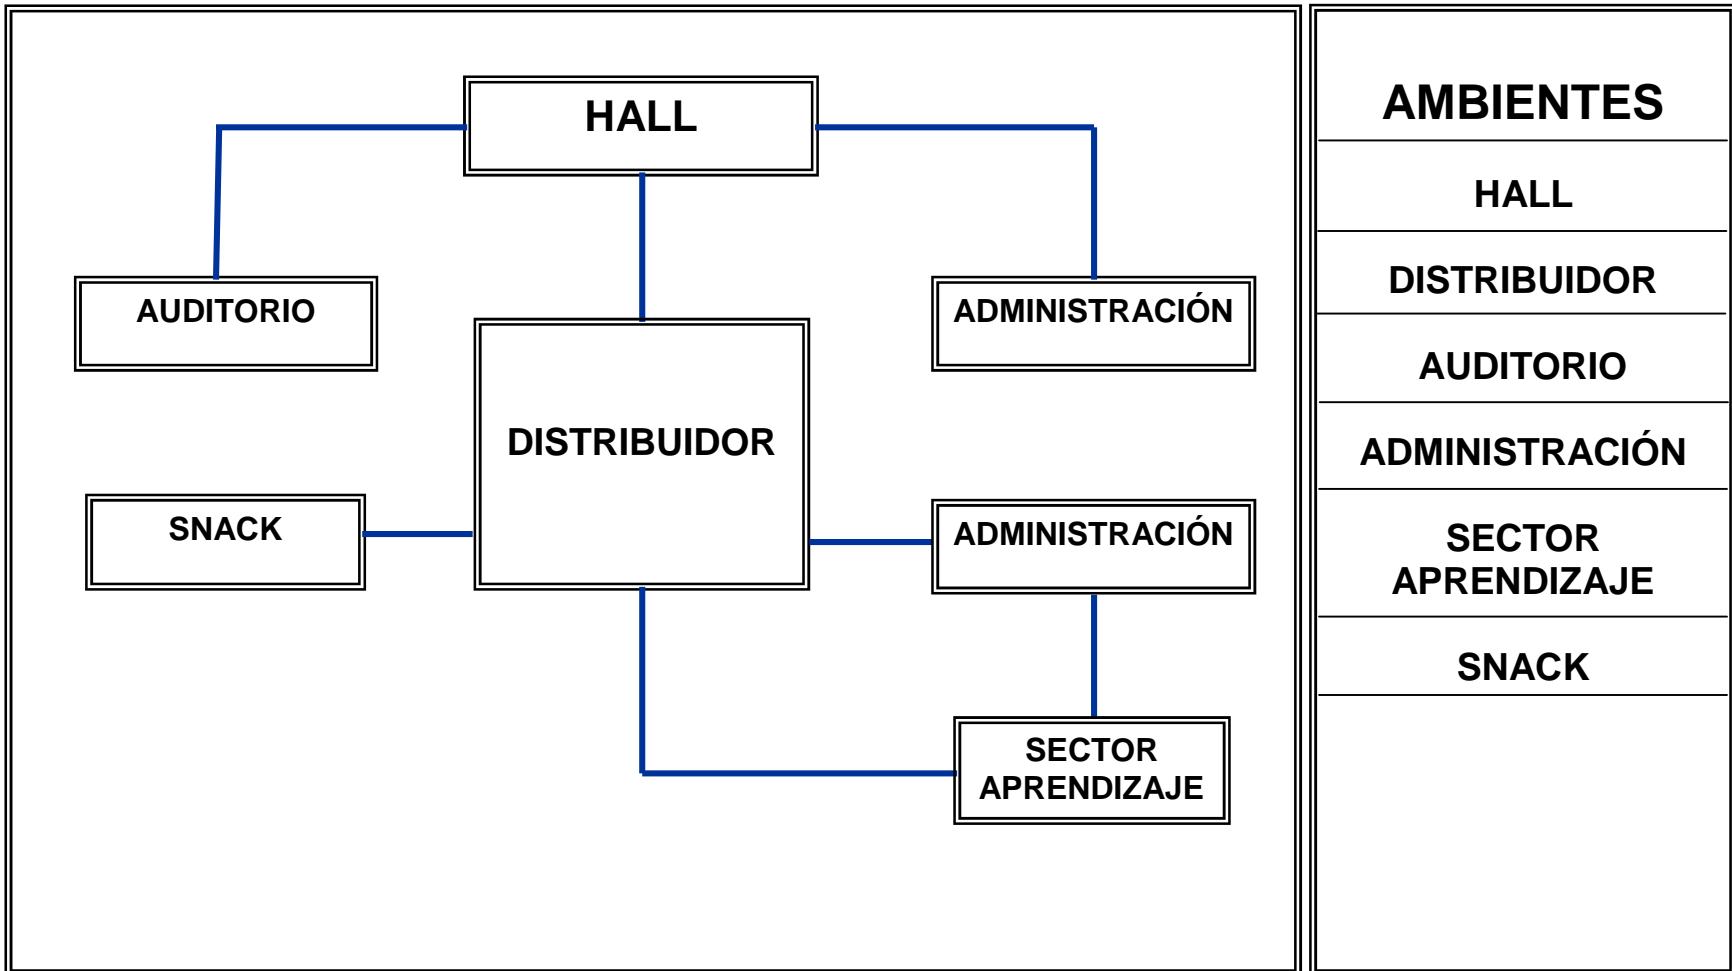 HALL
AUDITORIO
ADMINISTRACIÓN
DISTRIBUIDOR
SNACK
ADMINISTRACIÓN
SECTOR
APRENDIZAJE
AMBIENTES
HALL
DISTRIBUIDOR
AUDITORIO
ADMINISTRACIÓN
SECTOR
APRENDIZAJE
SNACK